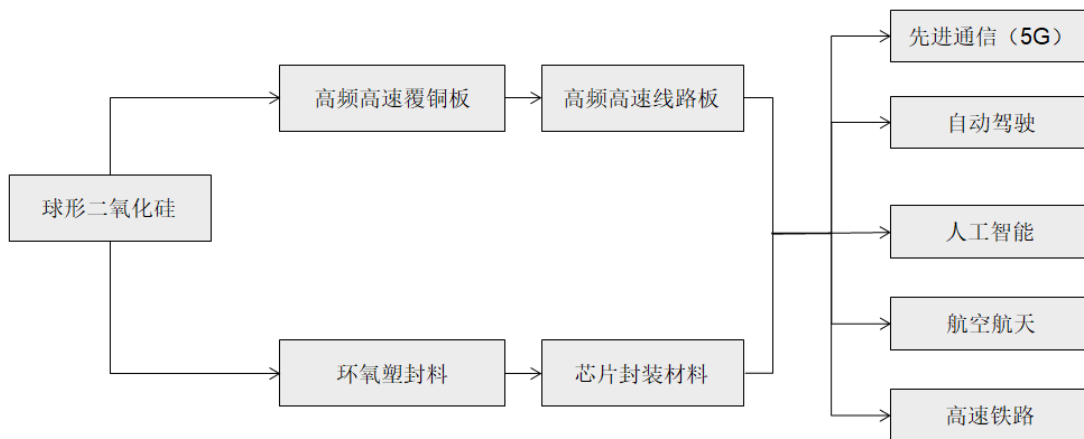 先进通信（5G）
高频高速覆铜板
高频高速线路板
自动驾驶
球形二氧化硅
人工智能
航空航天
环氧塑封料
芯片封装材料
高速铁路